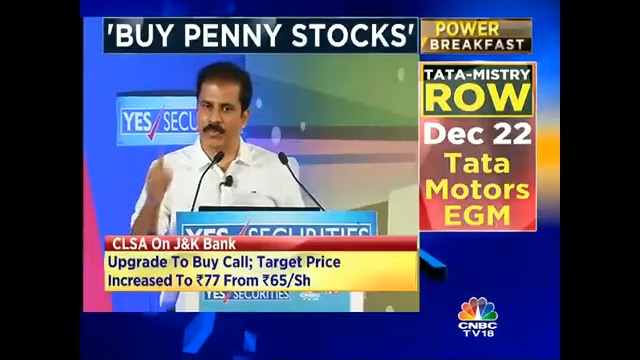 'BUY PENNY STOCKS'
POWER
BREAKFAST
TATA-MISTRY
ROW
Dec 22
Tata
Motors
EGM
YES SECU
YES SECURITIES
CLSA On J&K Bank
Upgrade To Buy Call; Target Price
Increased To ₹77 From ₹65/Sh
YES SECURITIES
CNBC
TV18